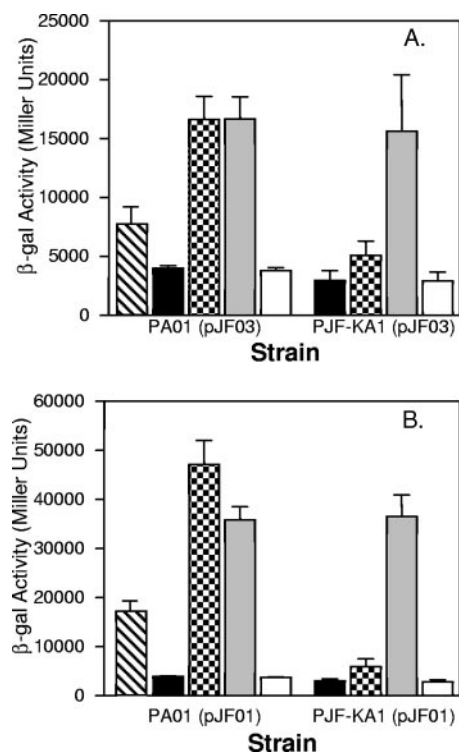 A.
β-gal Activity (Miller Units)
25000
20000
15000
10000
5000
0
PA01 (pJF03) PJF-KA1 (pJF03)
Strain
B.
β-gal Activity (Miller Units)
60000
50000
40000
30000
20000
10000
0
PA01 (pJF01) PJF-KA1 (pJF01)
Strain